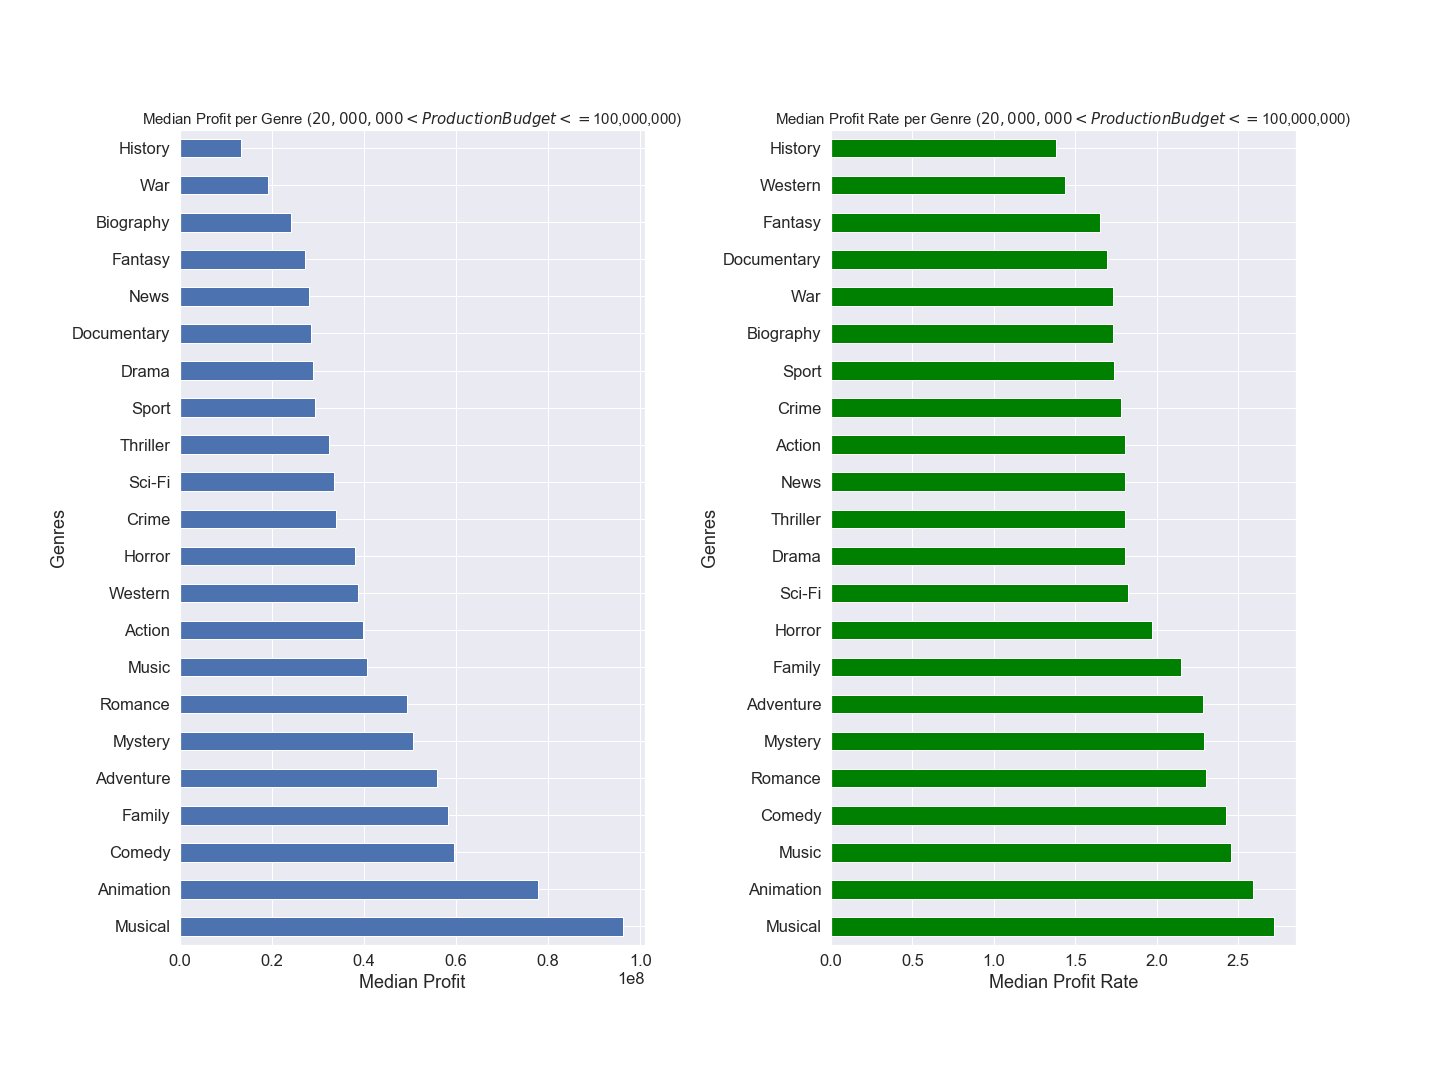 Median Profit per Genre (20,000,000<ProductionBudget<=100,000,000)
History
War
Biography
Fantasy
News
Documentary
Drama
Sport
Thriller
Sci-Fi
Crime
Horror
Western
Action
Music
Romance
Mystery
Adventure
Family
Comedy
Animation
Musical
Genres
0.0 0.2 0.4 0.6 0.8 1.0
1e8
Median Profit
Median Profit Rate per Genre (20,000,000<ProductionBudget<=100,000,000)
History
Western
Fantasy
Documentary
War
Biography
Sport
Crime
Action
News
Thriller
Drama
Sci-Fi
Horror
Family
Adventure
Mystery
Romance
Comedy
Music
Animation
Musical
Genres
0.0 0.5 1.0 1.5 2.0 2.5
Median Profit Rate